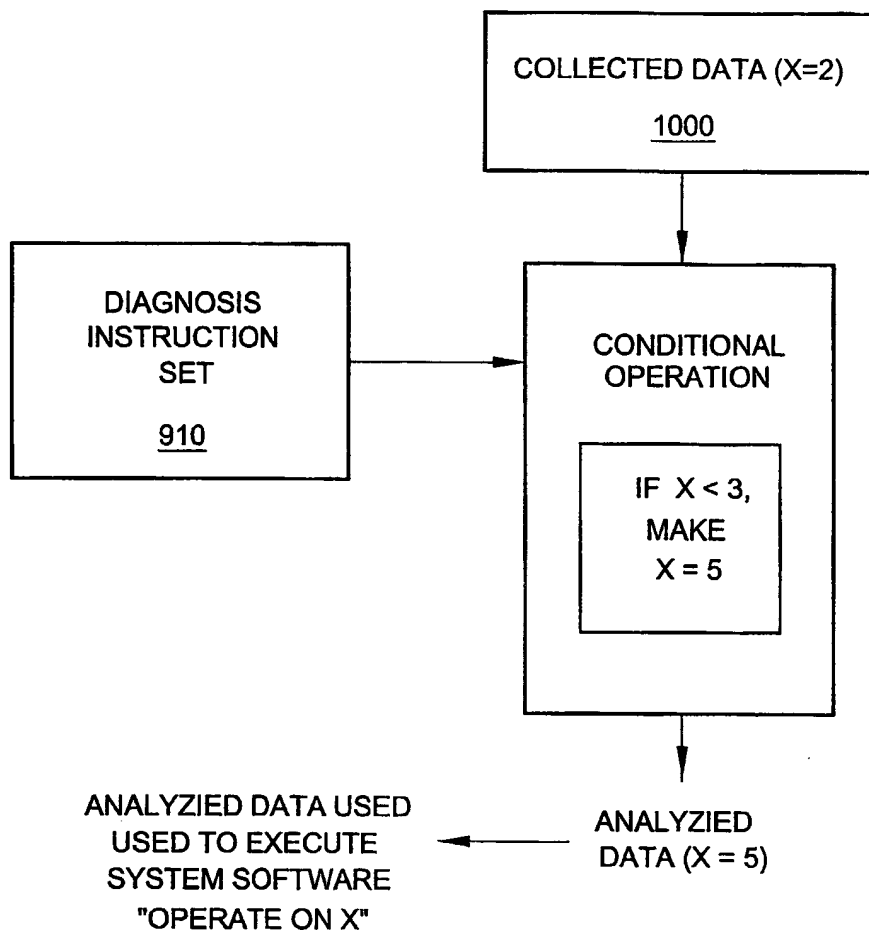 COLLECTED DATA (X=2)
1000
DIAGNOSIS
INSTRUCTION
SET
910
CONDITIONAL
OPERATION
IF X < 3,
MAKE
X = 5
ANALYZIED
DATA (X = 5)
ANALYZIED DATA USED
USED TO EXECUTE
SYSTEM SOFTWARE
"OPERATE ON X"